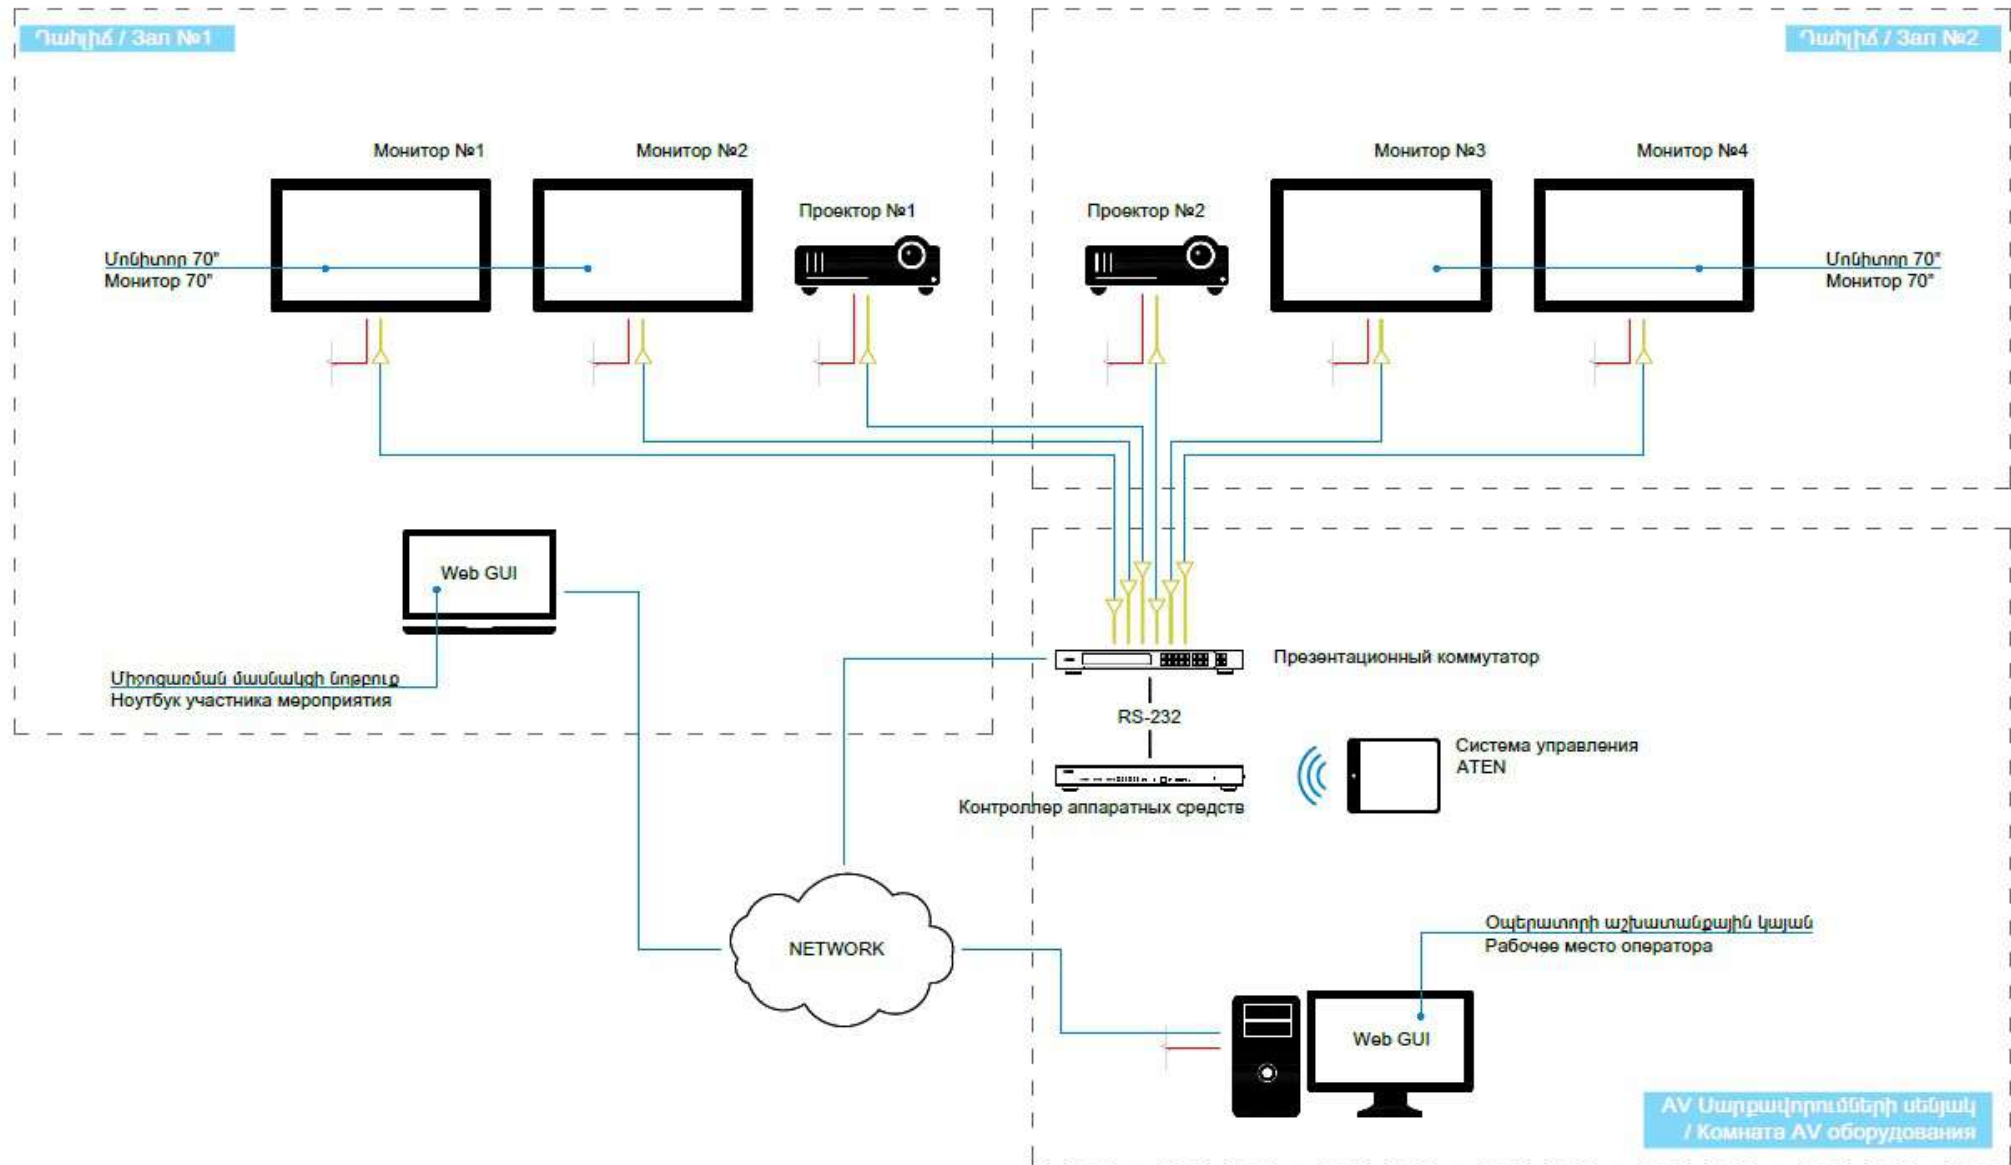 Դահլիճ / Зал №1
Դահլիճ / Зал №2
Монитор №1
Монитор №2
Проектор №1
Проектор №2
Монитор №3
Монитор №4
Մոնիտոր 70"
Монитор 70"
Մոնիտոր 70"
Монитор 70"
Web GUI
Միջոցառման մասնակցի նոթբուք
Ноутбук участника мероприятия
Презентационный коммутатор
RS-232
Система управления
ATEN
Контроллер аппаратных средств
NETWORK
Օպերատորի աշխատանքային կայան
Рабочее место оператора
Web GUI
AV Սարքավորումների սենյակ
/ Комната AV оборудования